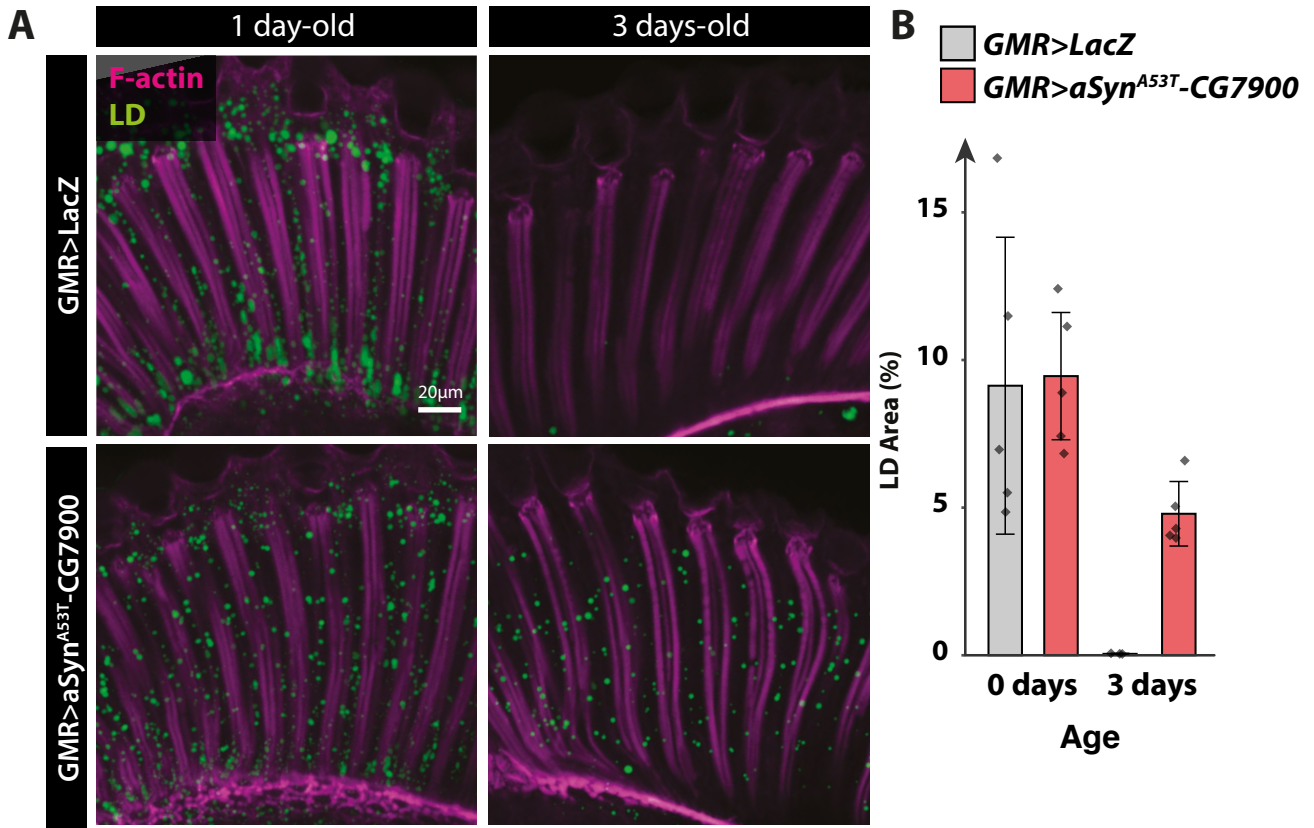 A
1 day-old
3 days-old
F-actin
LD
GMR>LacZ
20µm
GMR>aSynA53T-CG7900
B
GMR>LacZ
GMR>aSynA53T-CG7900
LD Area (%)
15
10
5
0
0 days
3 days
Age